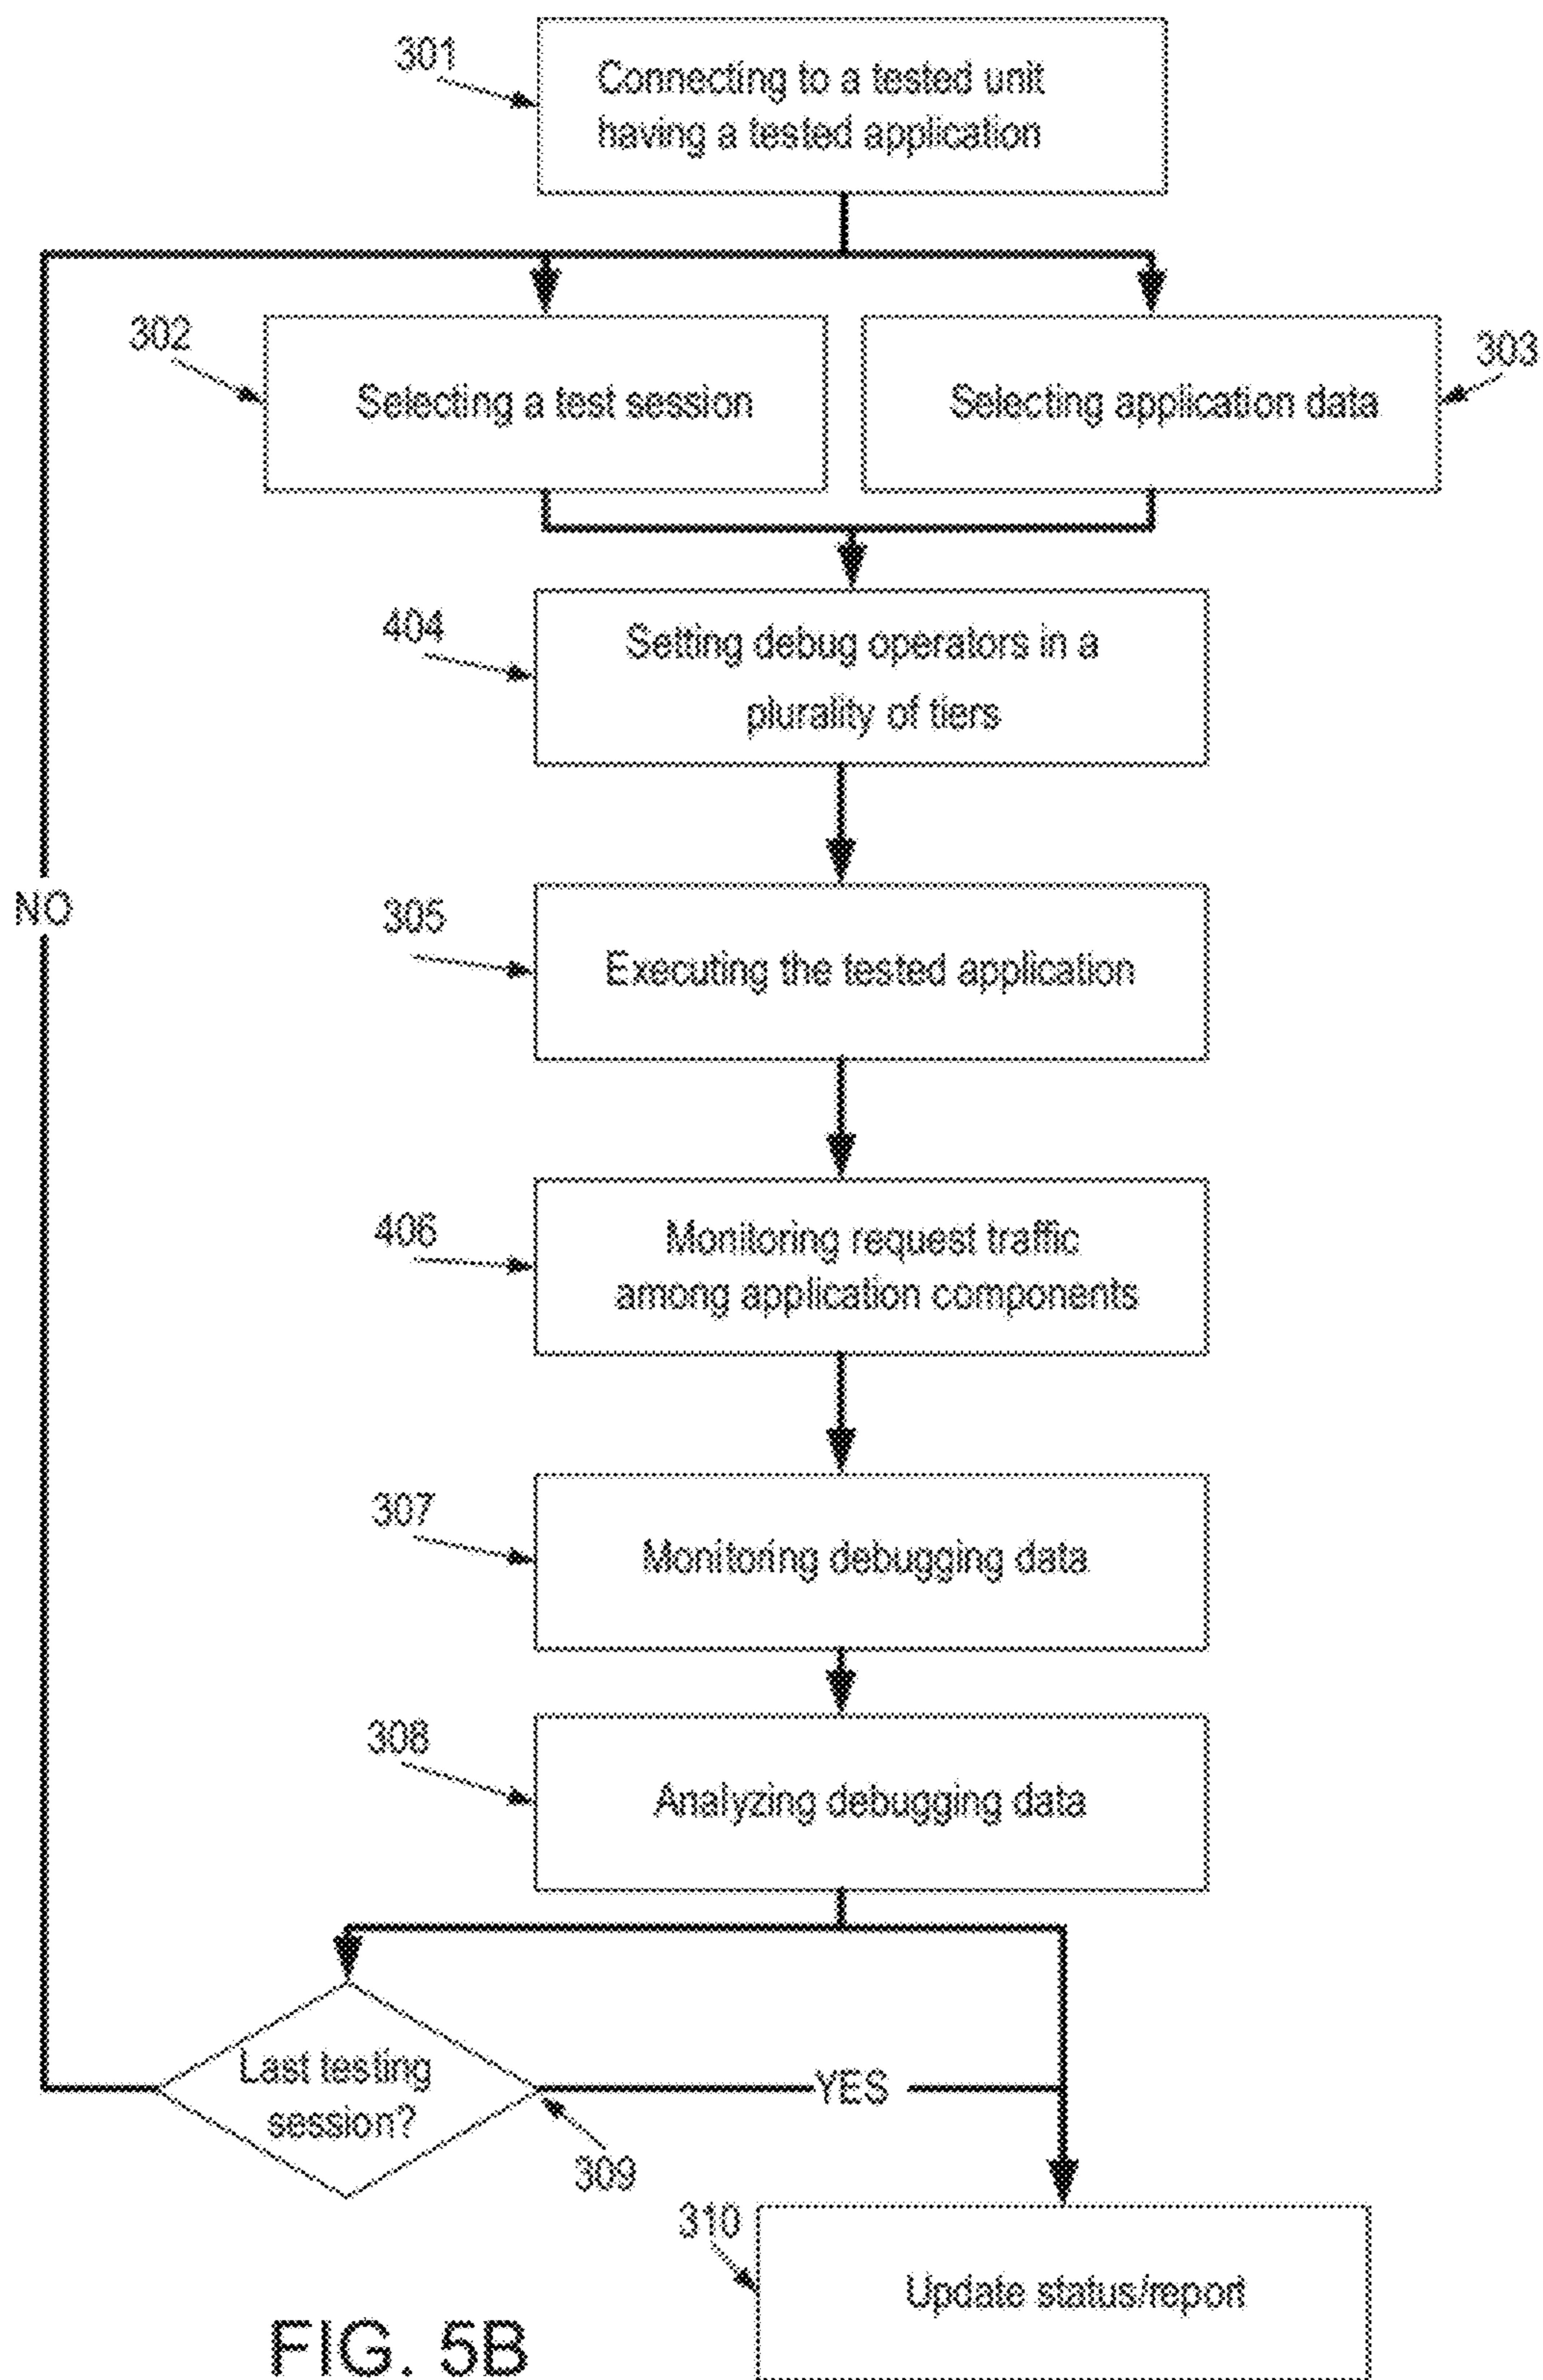 301
Connecting to a tested unit
having a tested application
302
Selecting a test session
Selecting application data
303
404
Setting debug operators in a
plurality of tiers
NO
305
Executing the tested application
406
Monitoring request traffic
among application components
307
Monitoring debugging data
308
Analyzing debugging data
Last testing
session?
YES
309
310
Update status/report
FIG. 5B